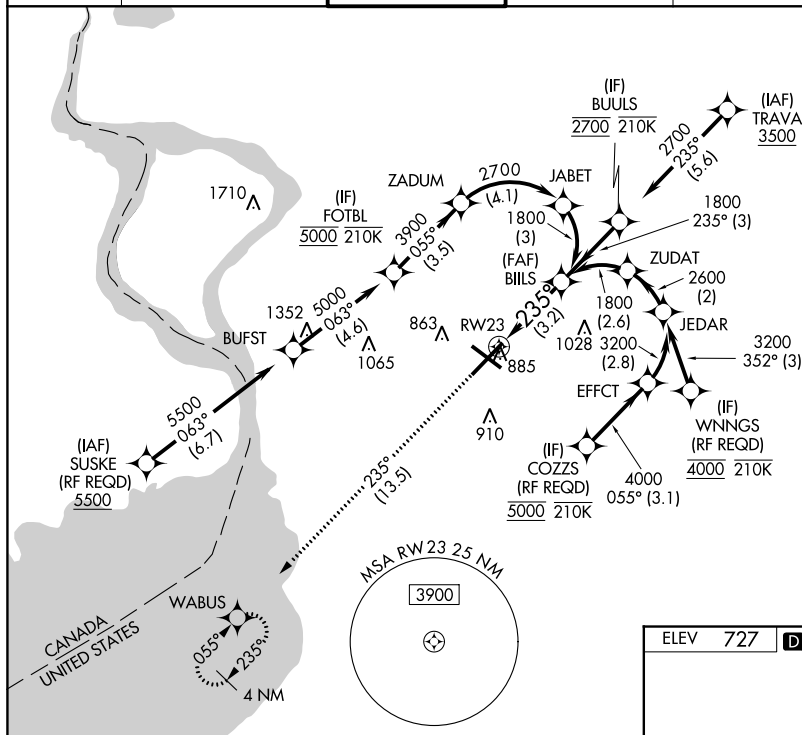 (IF)
BUULS
2700 210K
(IAF)
TRAVA
3500
2700
235°
(5.6)
ZADUM
2700
(4.1)
JABET
1710
(IF)
FOTBL
5000 210K
3900
055°
(3.5)
1800
(3)
1800
235° (3)
(FAF)
BIILS
ZUDAT
2600
(2)
1352
5000
063°
(4.6)
BUFST
863
1065
RW23
235°
(3.2)
1028
885
1800
(2.6)
JEDAR
3200
(2.8)
3200
352° (3)
5500
063°
(6.7)
EFFCT
910
(IAF)
SUSKE
(RF REQD)
5500
(IF)
WNNGS
(RF REQD)
4000 210K
(IF)
COZZS
(RF REQD)
5000 210K
4000
055° (3.1)
235°
(13.5)
MSA RW23 25 NM
3900
WABUS
055°
235°
4 NM
CANADA
UNITED STATES
ELEV 727
D